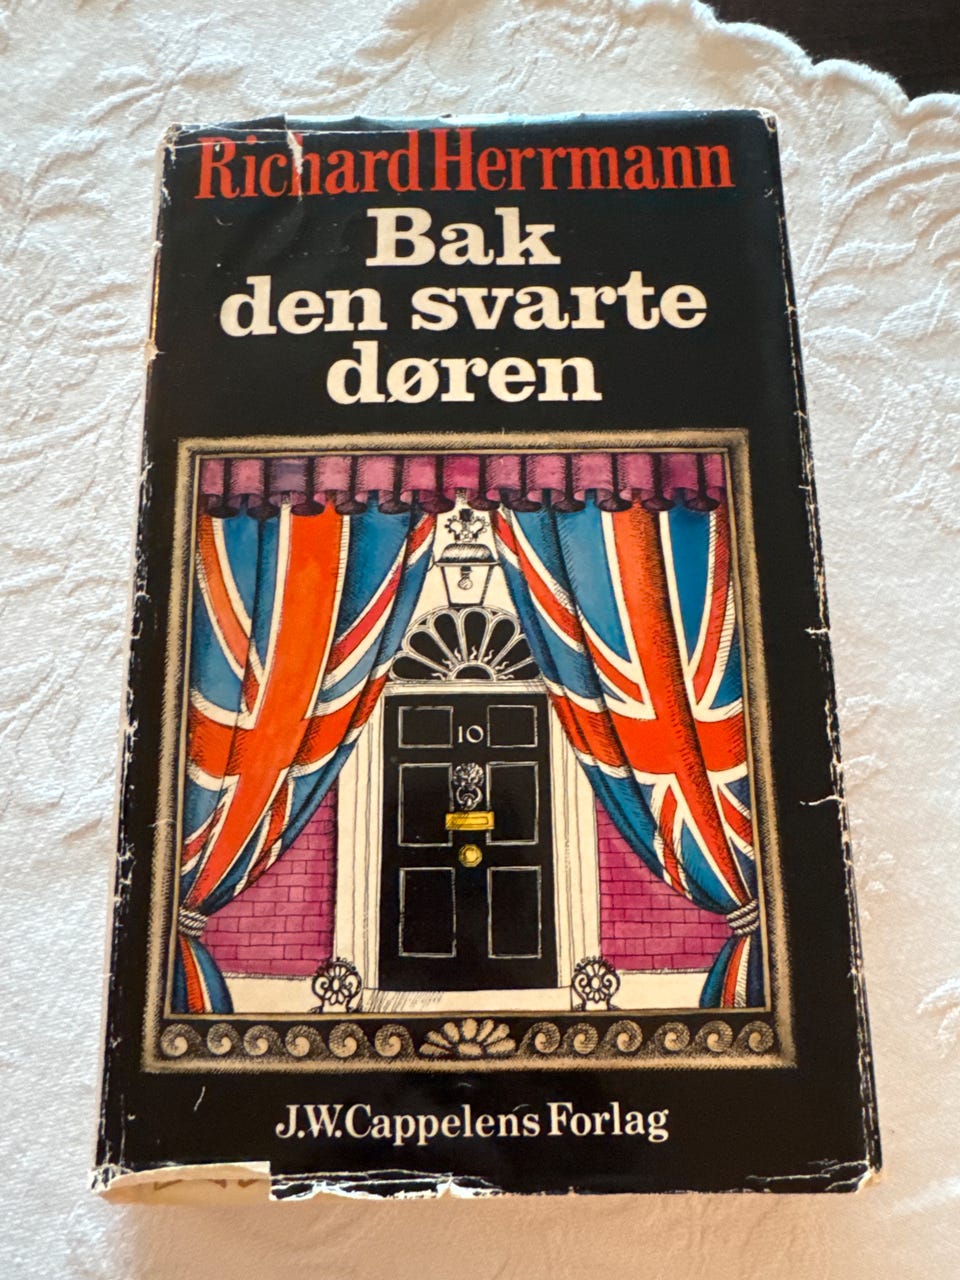 Richard Herrmann
Bak
den svarte
døren
10
J.W.Cappelens Forlag